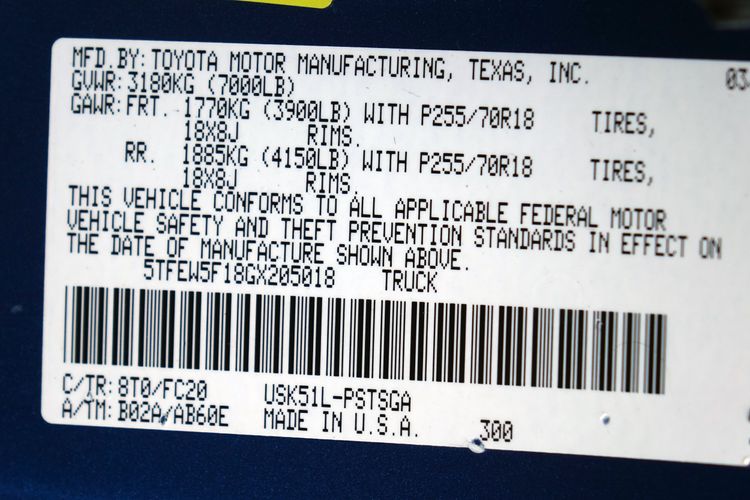 MFD.BY: TOYOTA MOTOR MANUFACTURING, TEXAS, INC. 03
GVWR: 3180KG (7000LB)
GAWR: FRT. 1770KG (3900LB) WITH P255/70R18 TIRES,
18X8J RIMS.
RR. 1885KG (4150LB) WITH P255/70R18 TIRES,
18X8J RIMS.
THIS VEHICLE CONFORMS TO ALL APPLICABLE FEDERAL MOTOR
VEHICLE SAFETY AND THEFT PREVENTION STANDARDS IN EFFECT ON
THE DATE OF MANUFACTURE SHOWN ABOVE.
5TFEW5F18GX205018 TRUCK
C/TR: 8T0/FC20 USK51L-PSTSGA
A/TM: B02A/AB60E MADE IN U.S.A. 300